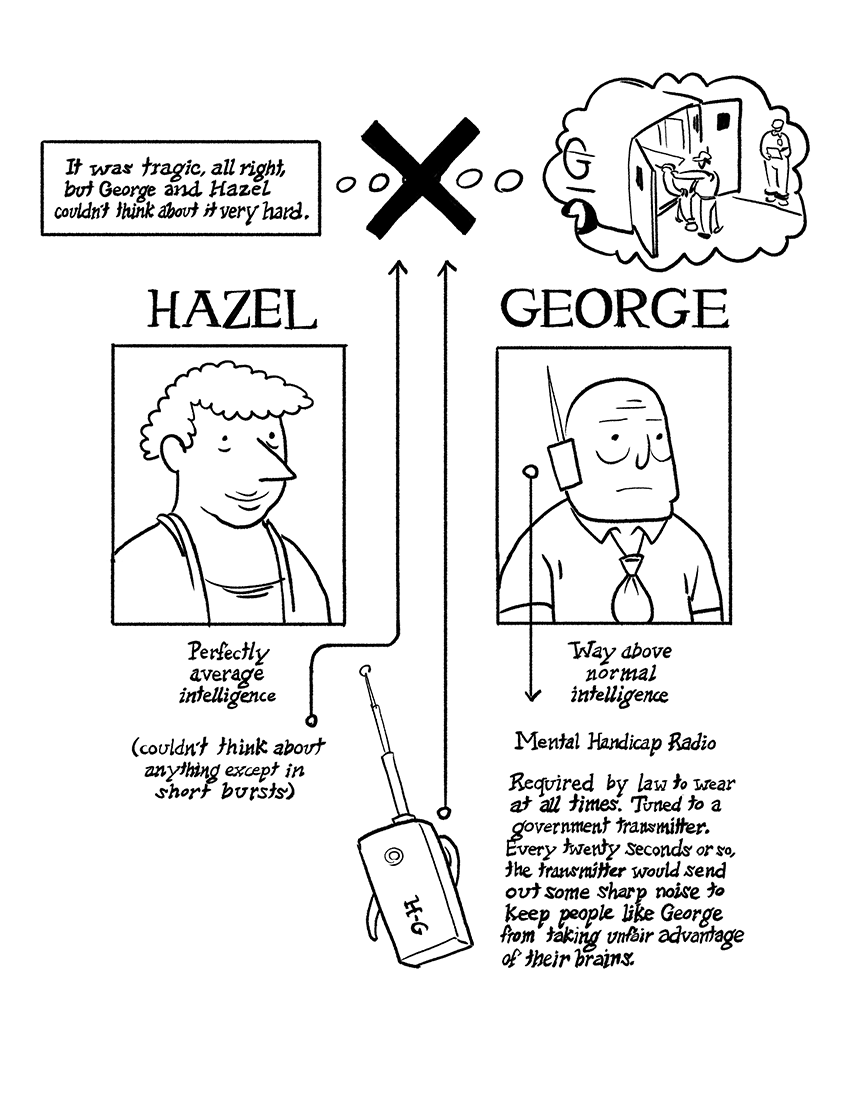 It was tragic, all right,
but George and Hazel
couldn't think about it very hard.
HG
HAZEL
GEORGE
Perfectly
average
intelligence
(couldn't think about
anything except in
short bursts)
Way above
normal
intelligence
Mental Handicap Radio
Required by law to wear
at all times. Tuned to a
government transmitter.
Every twenty seconds or so,
the transmitter would send
out some sharp noise to
keep people like George
from taking unfair advantage
of their brains.
H-G